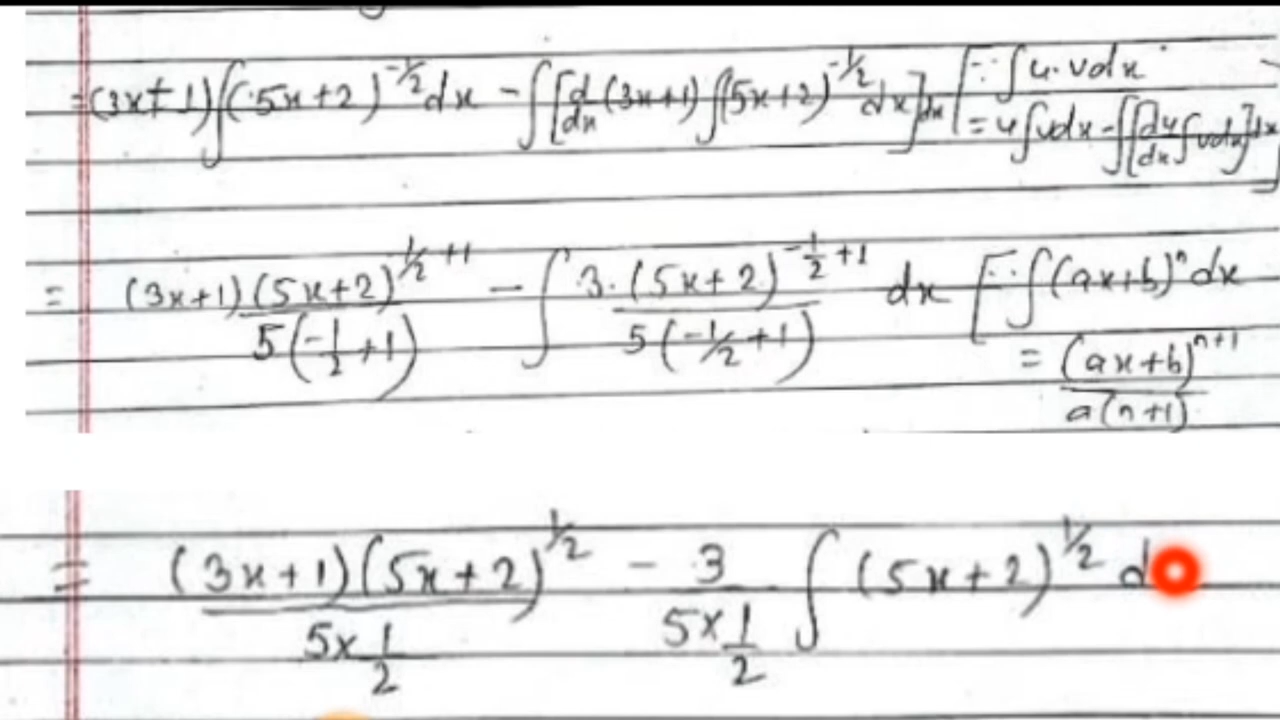 =(3x+1)∫(5x+2)^(-1/2)dx - ∫[d/dx(3x+1)∫(5x+2)^(-1/2)dx]dx [∵∫u.vdx
=u∫vdx-∫[du/dx∫vdx]dx]
= (3x+1)(5x+2)^(1/2+1)/5(-1/2+1) - ∫3.(5x+2)^(-1/2+1)/5(-1/2+1) dx [∵∫(ax+b)^n dx
= (ax+b)^(n+1)/a(n+1)
= (3x+1)(5x+2)^(1/2)/5×1/2 - 3/5×1/2 ∫(5x+2)^(1/2) d